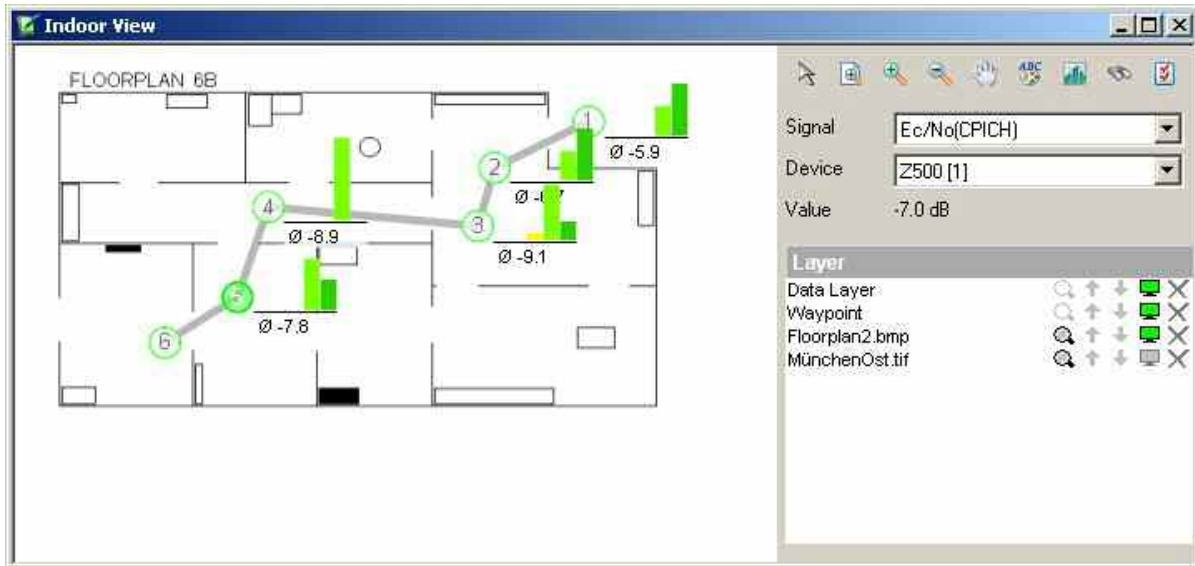 Indoor View
FLOORPLAN 6B
1
Ø -5.9
2
Ø
3
Ø -9.1
4
Ø -8.9
5
Ø -7.8
6
ABC
Signal
Ec/No(CPICH)
Device
Z500 [1]
Value -7.0 dB
Layer
Data Layer
Waypoint
Floorplan2.bmp
MünchenOst.tif